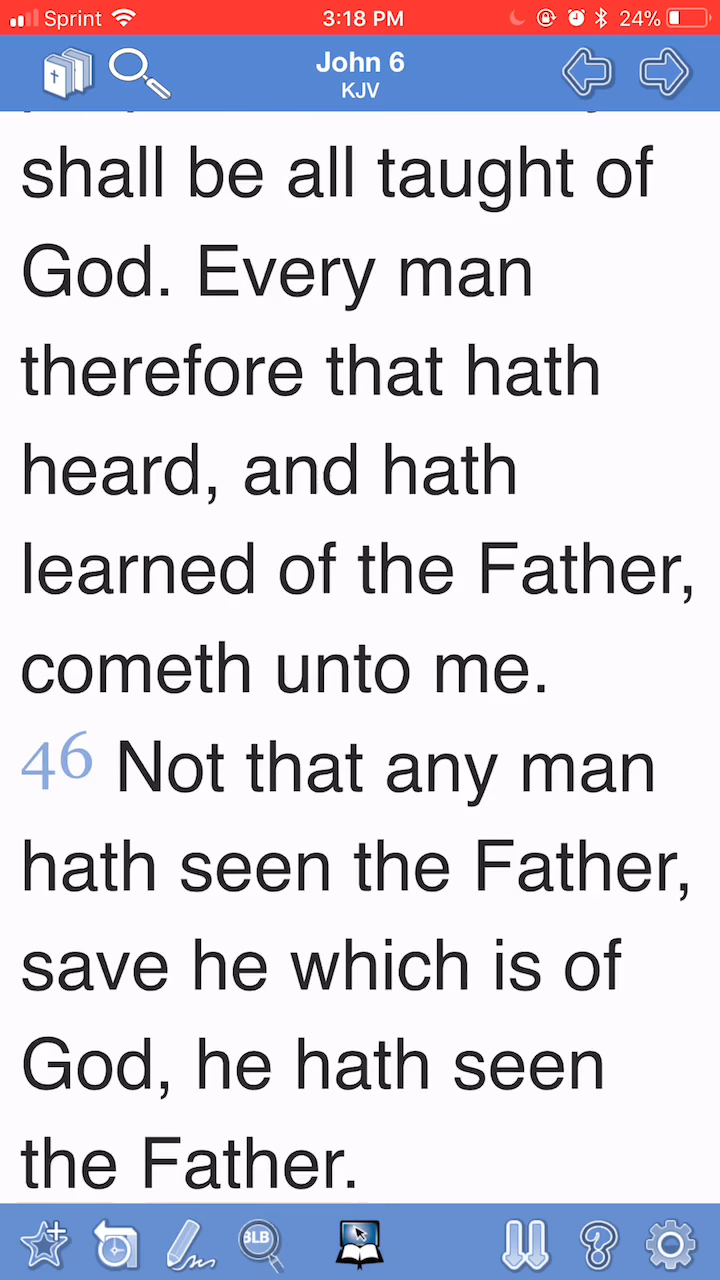 Sprint 3:18 PM 24%
John 6
KJV
shall be all taught of
God. Every man
therefore that hath
heard, and hath
learned of the Father,
cometh unto me.
46 Not that any man
hath seen the Father,
save he which is of
God, he hath seen
the Father.
BLB